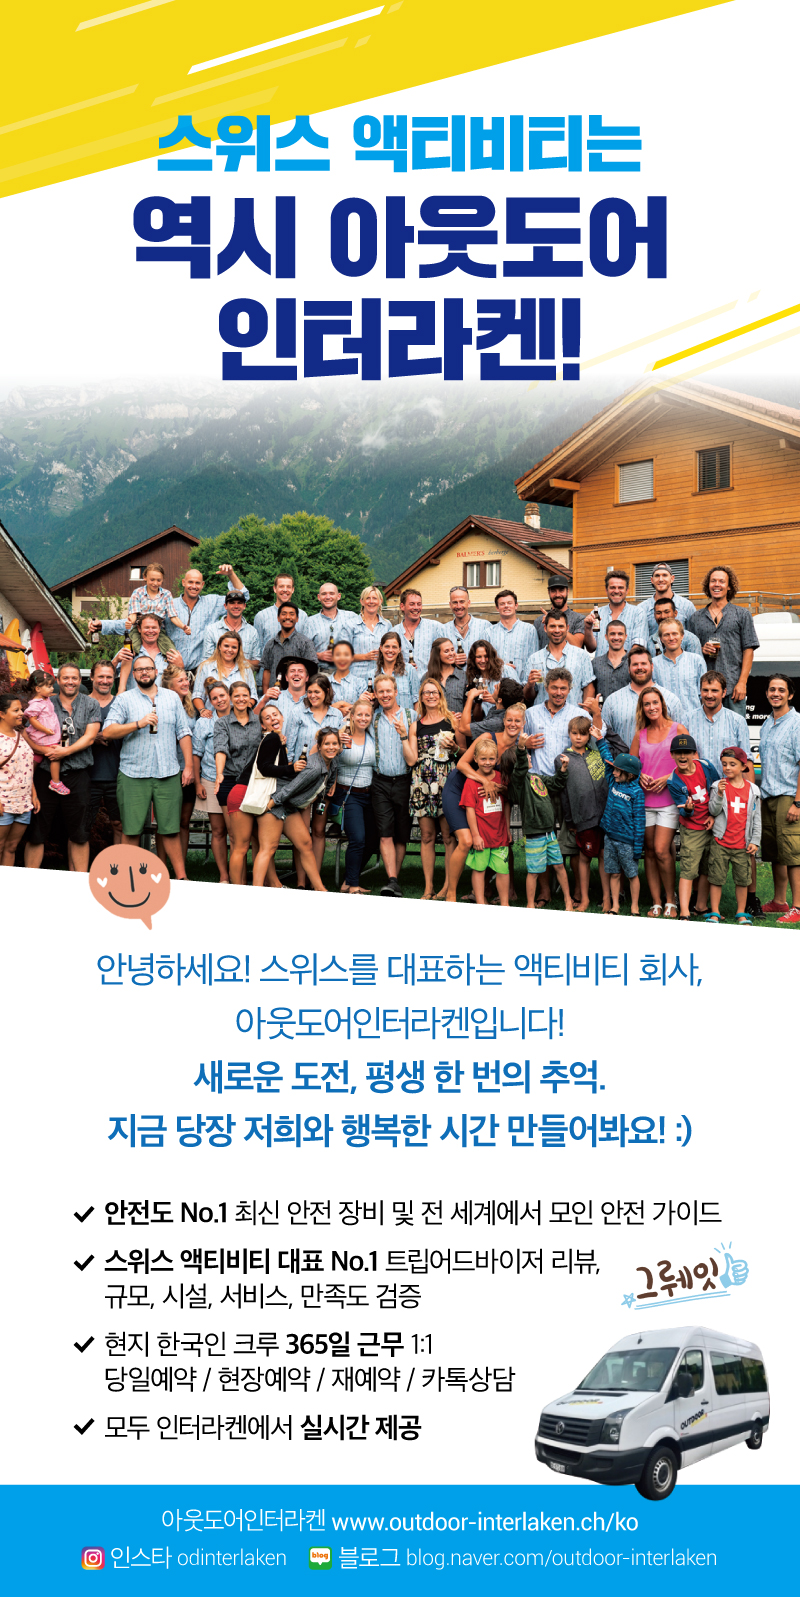 스위스 액티비티는
역시 아웃도어
인터라켄!
BALMER'S
안녕하세요! 스위스를 대표하는 액티비티 회사,
아웃도어인터라켄입니다!
새로운 도전, 평생 한 번의 추억.
지금 당장 저희와 행복한 시간 만들어봐요! :)
안전도 No.1 최신 안전 장비 및 전 세계에서 모인 안전 가이드
스위스 액티비티 대표 No.1 트립어드바이저 리뷰,
규모, 시설, 서비스, 만족도 검증
그뤠잇
현지 한국인 크루 365일 근무 1:1
당일예약 / 현장예약 / 재예약 / 카톡상담
OUTDOOR
모두 인터라켄에서 실시간 제공
아웃도어인터라켄 www.outdoor-interlaken.ch/ko
인스타 odinterlaken blog 블로그 blog.naver.com/outdoor-interlaken